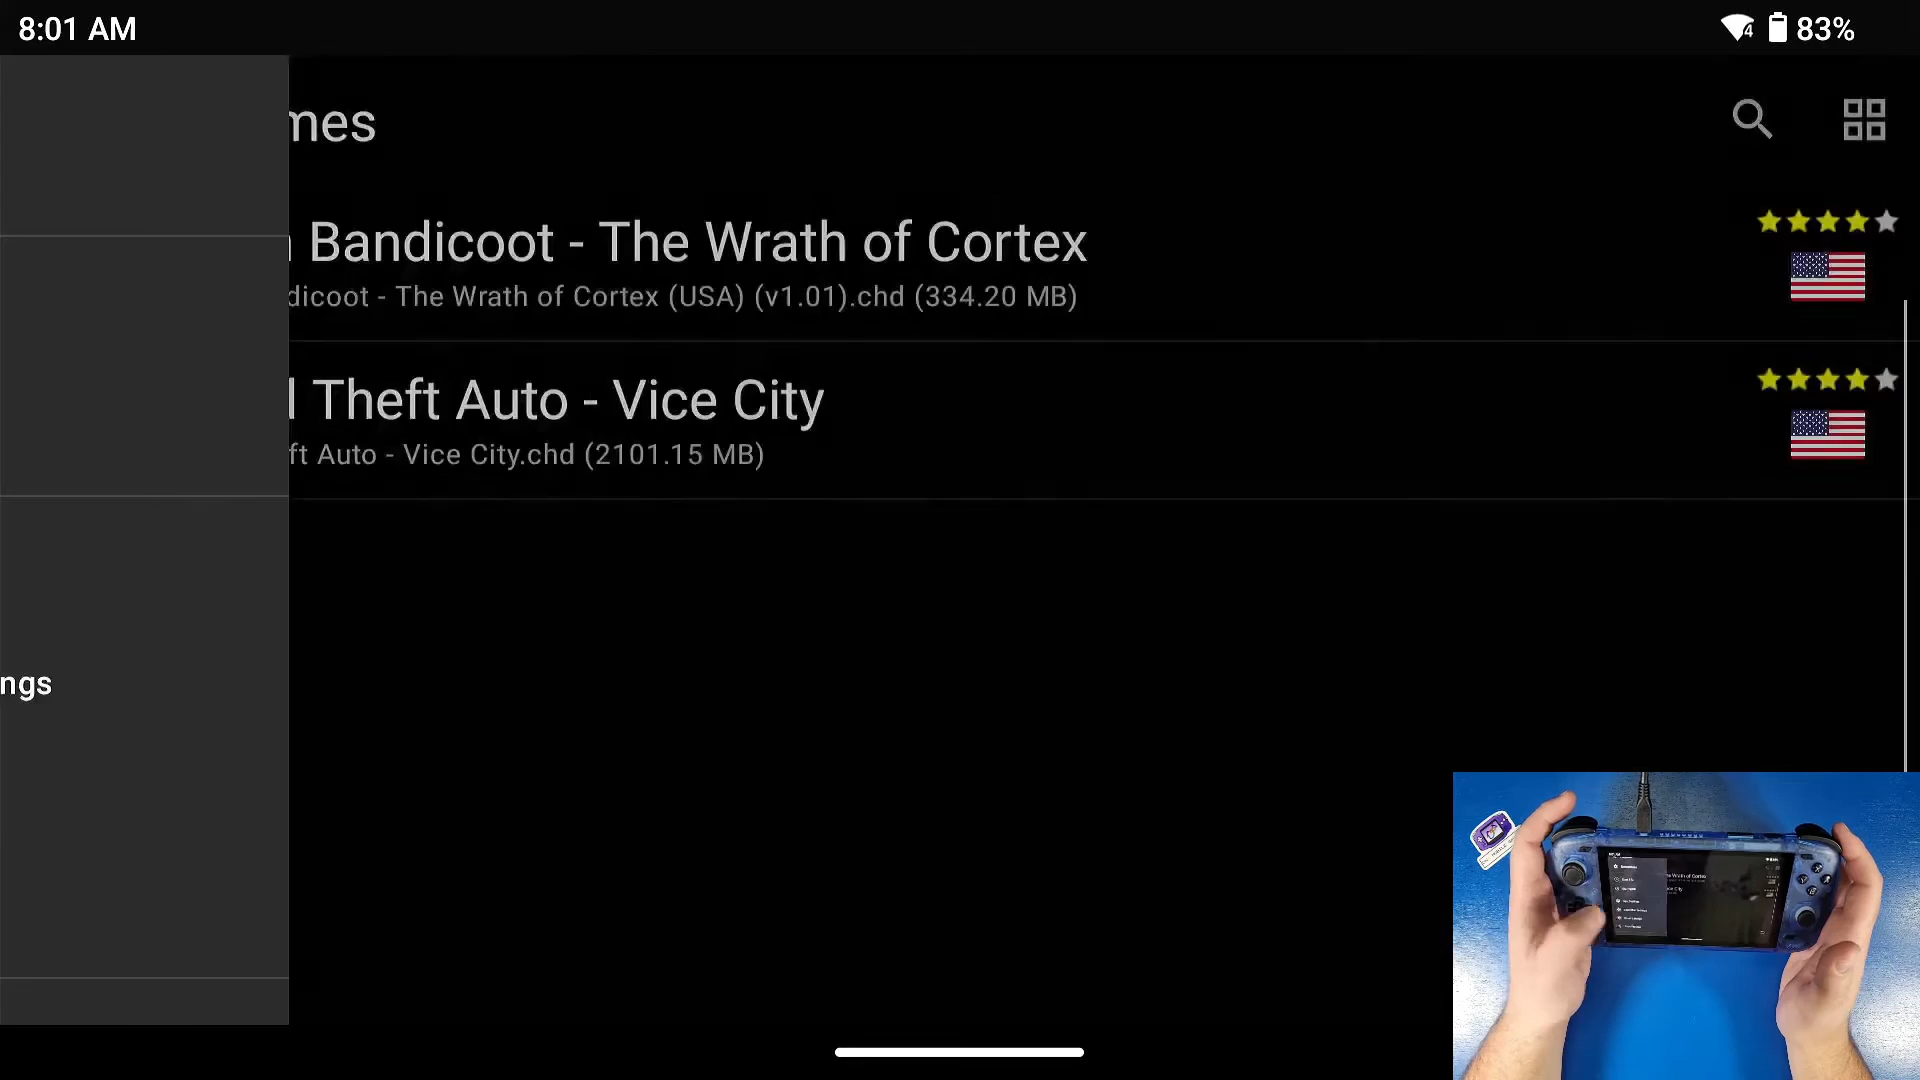 8:01 AM
4 83%
mes
Bandicoot - The Wrath of Cortex
dicoot - The Wrath of Cortex (USA) (v1.01).chd (334.20 MB)
Theft Auto - Vice City
ft Auto - Vice City.chd (2101.15 MB)
ngs